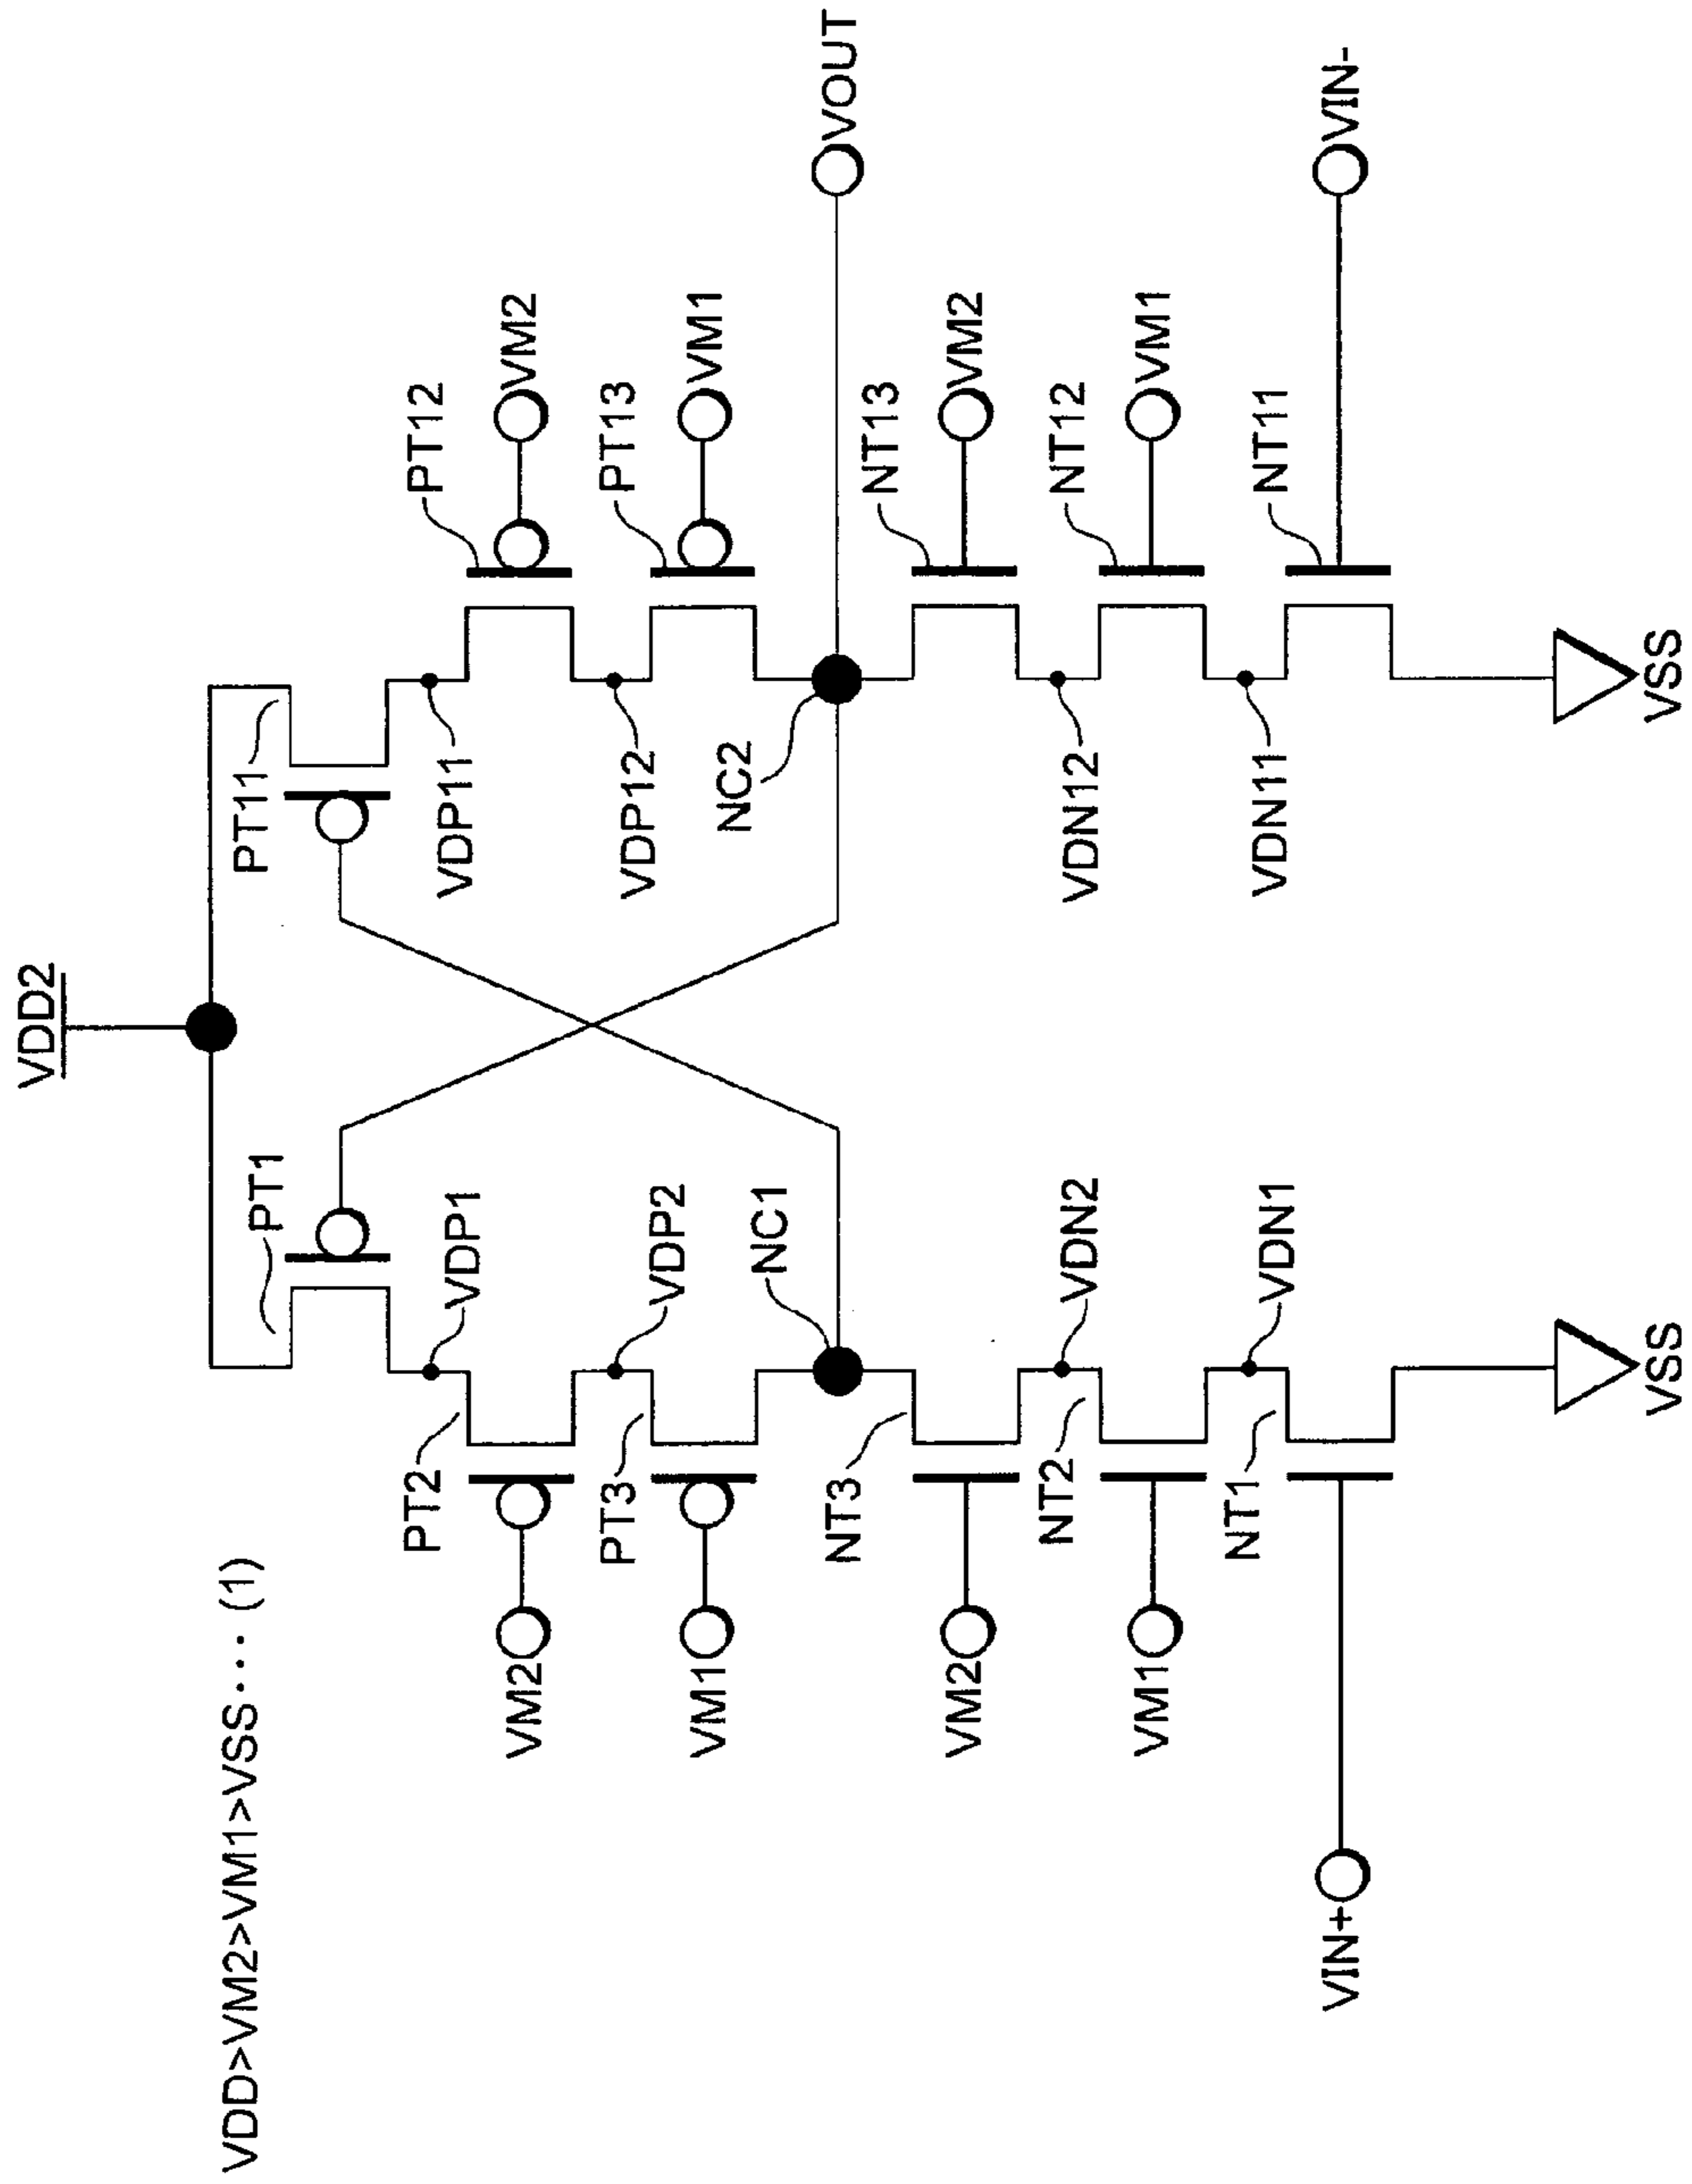 VDD>VM2>VM1>VSS··· (1)
VDD2
PT1
PT11
VDP1
VDP11
PT2
PT12
VM2
VM2
VDP2
VDP12
PT3
PT13
VM1
VM1
NC1
NC2
VOUT
NT3
NT13
VM2
VM2
VDN2
VDN12
NT2
NT12
VM1
VM1
VDN1
VDN11
NT1
NT11
VIN+
VIN-
VSS
VSS